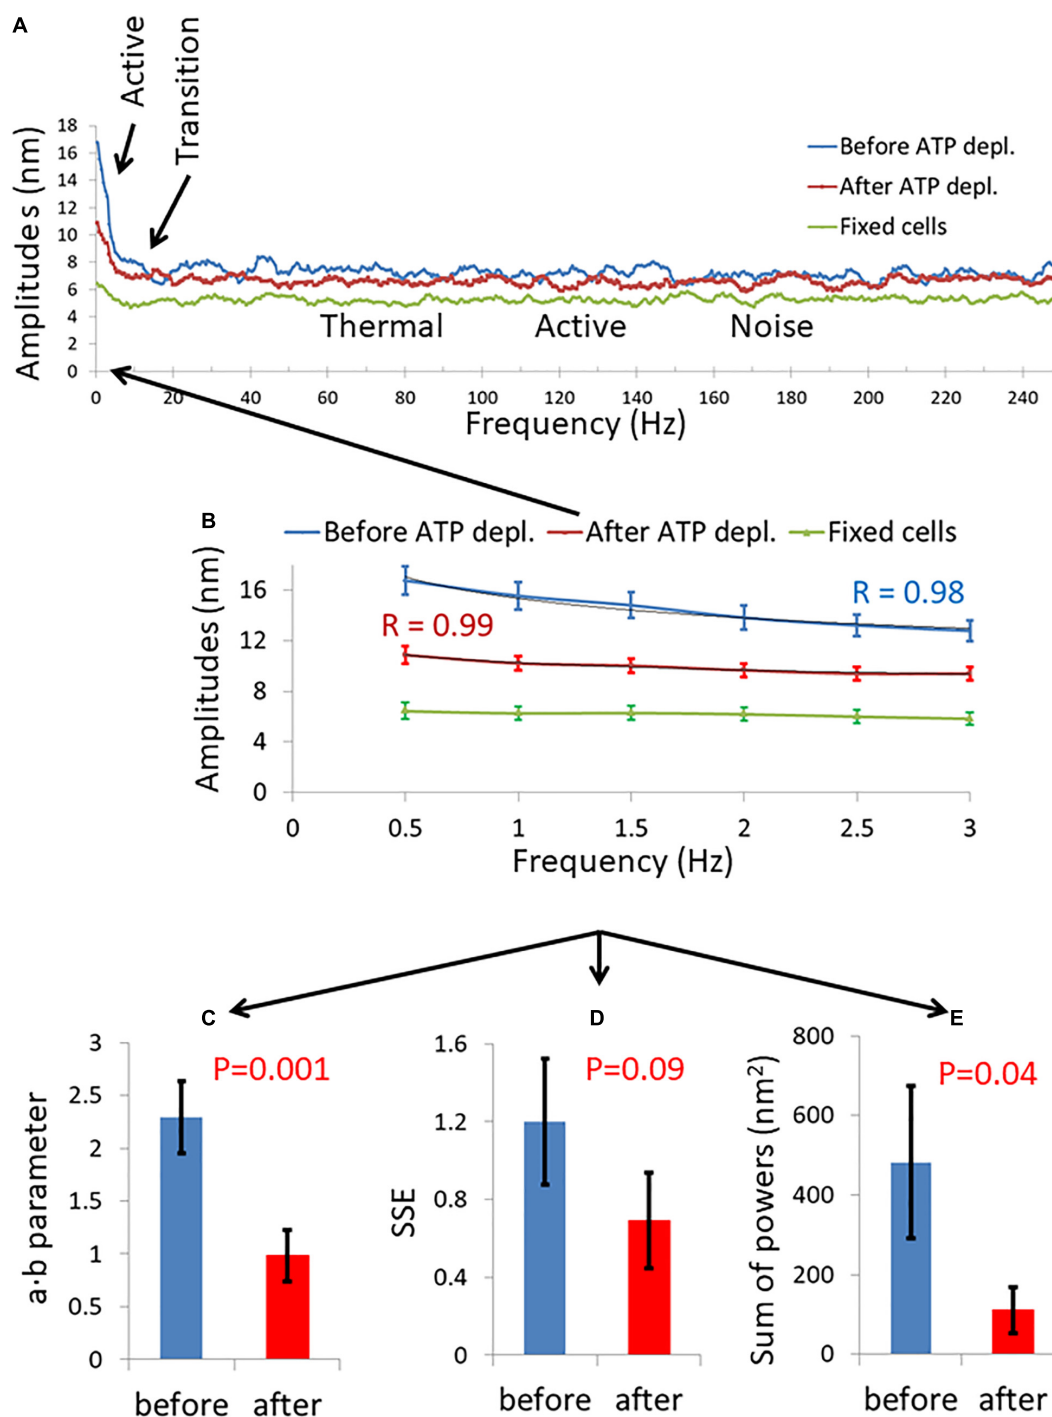 A
Active
Transition
18
16
14
12
10
8
6
4
2
0
Amplitudes (nm)
Before ATP depl.
After ATP depl.
Fixed cells
Thermal Active Noise
0 20 40 60 80 100 120 140 160 180 200 220 240
Frequency (Hz)
B
Before ATP depl. After ATP depl. Fixed cells
Amplitudes (nm)
16
12
8
4
0
R = 0.98
R = 0.99
0 0.5 1 1.5 2 2.5 3
Frequency (Hz)
C
P=0.001
a·b parameter
3
2.5
2
1.5
1
0.5
0
before after
D
P=0.09
SSE
1.6
1.2
0.8
0.4
0
before after
E
P=0.04
Sum of powers (nm²)
800
600
400
200
0
before after